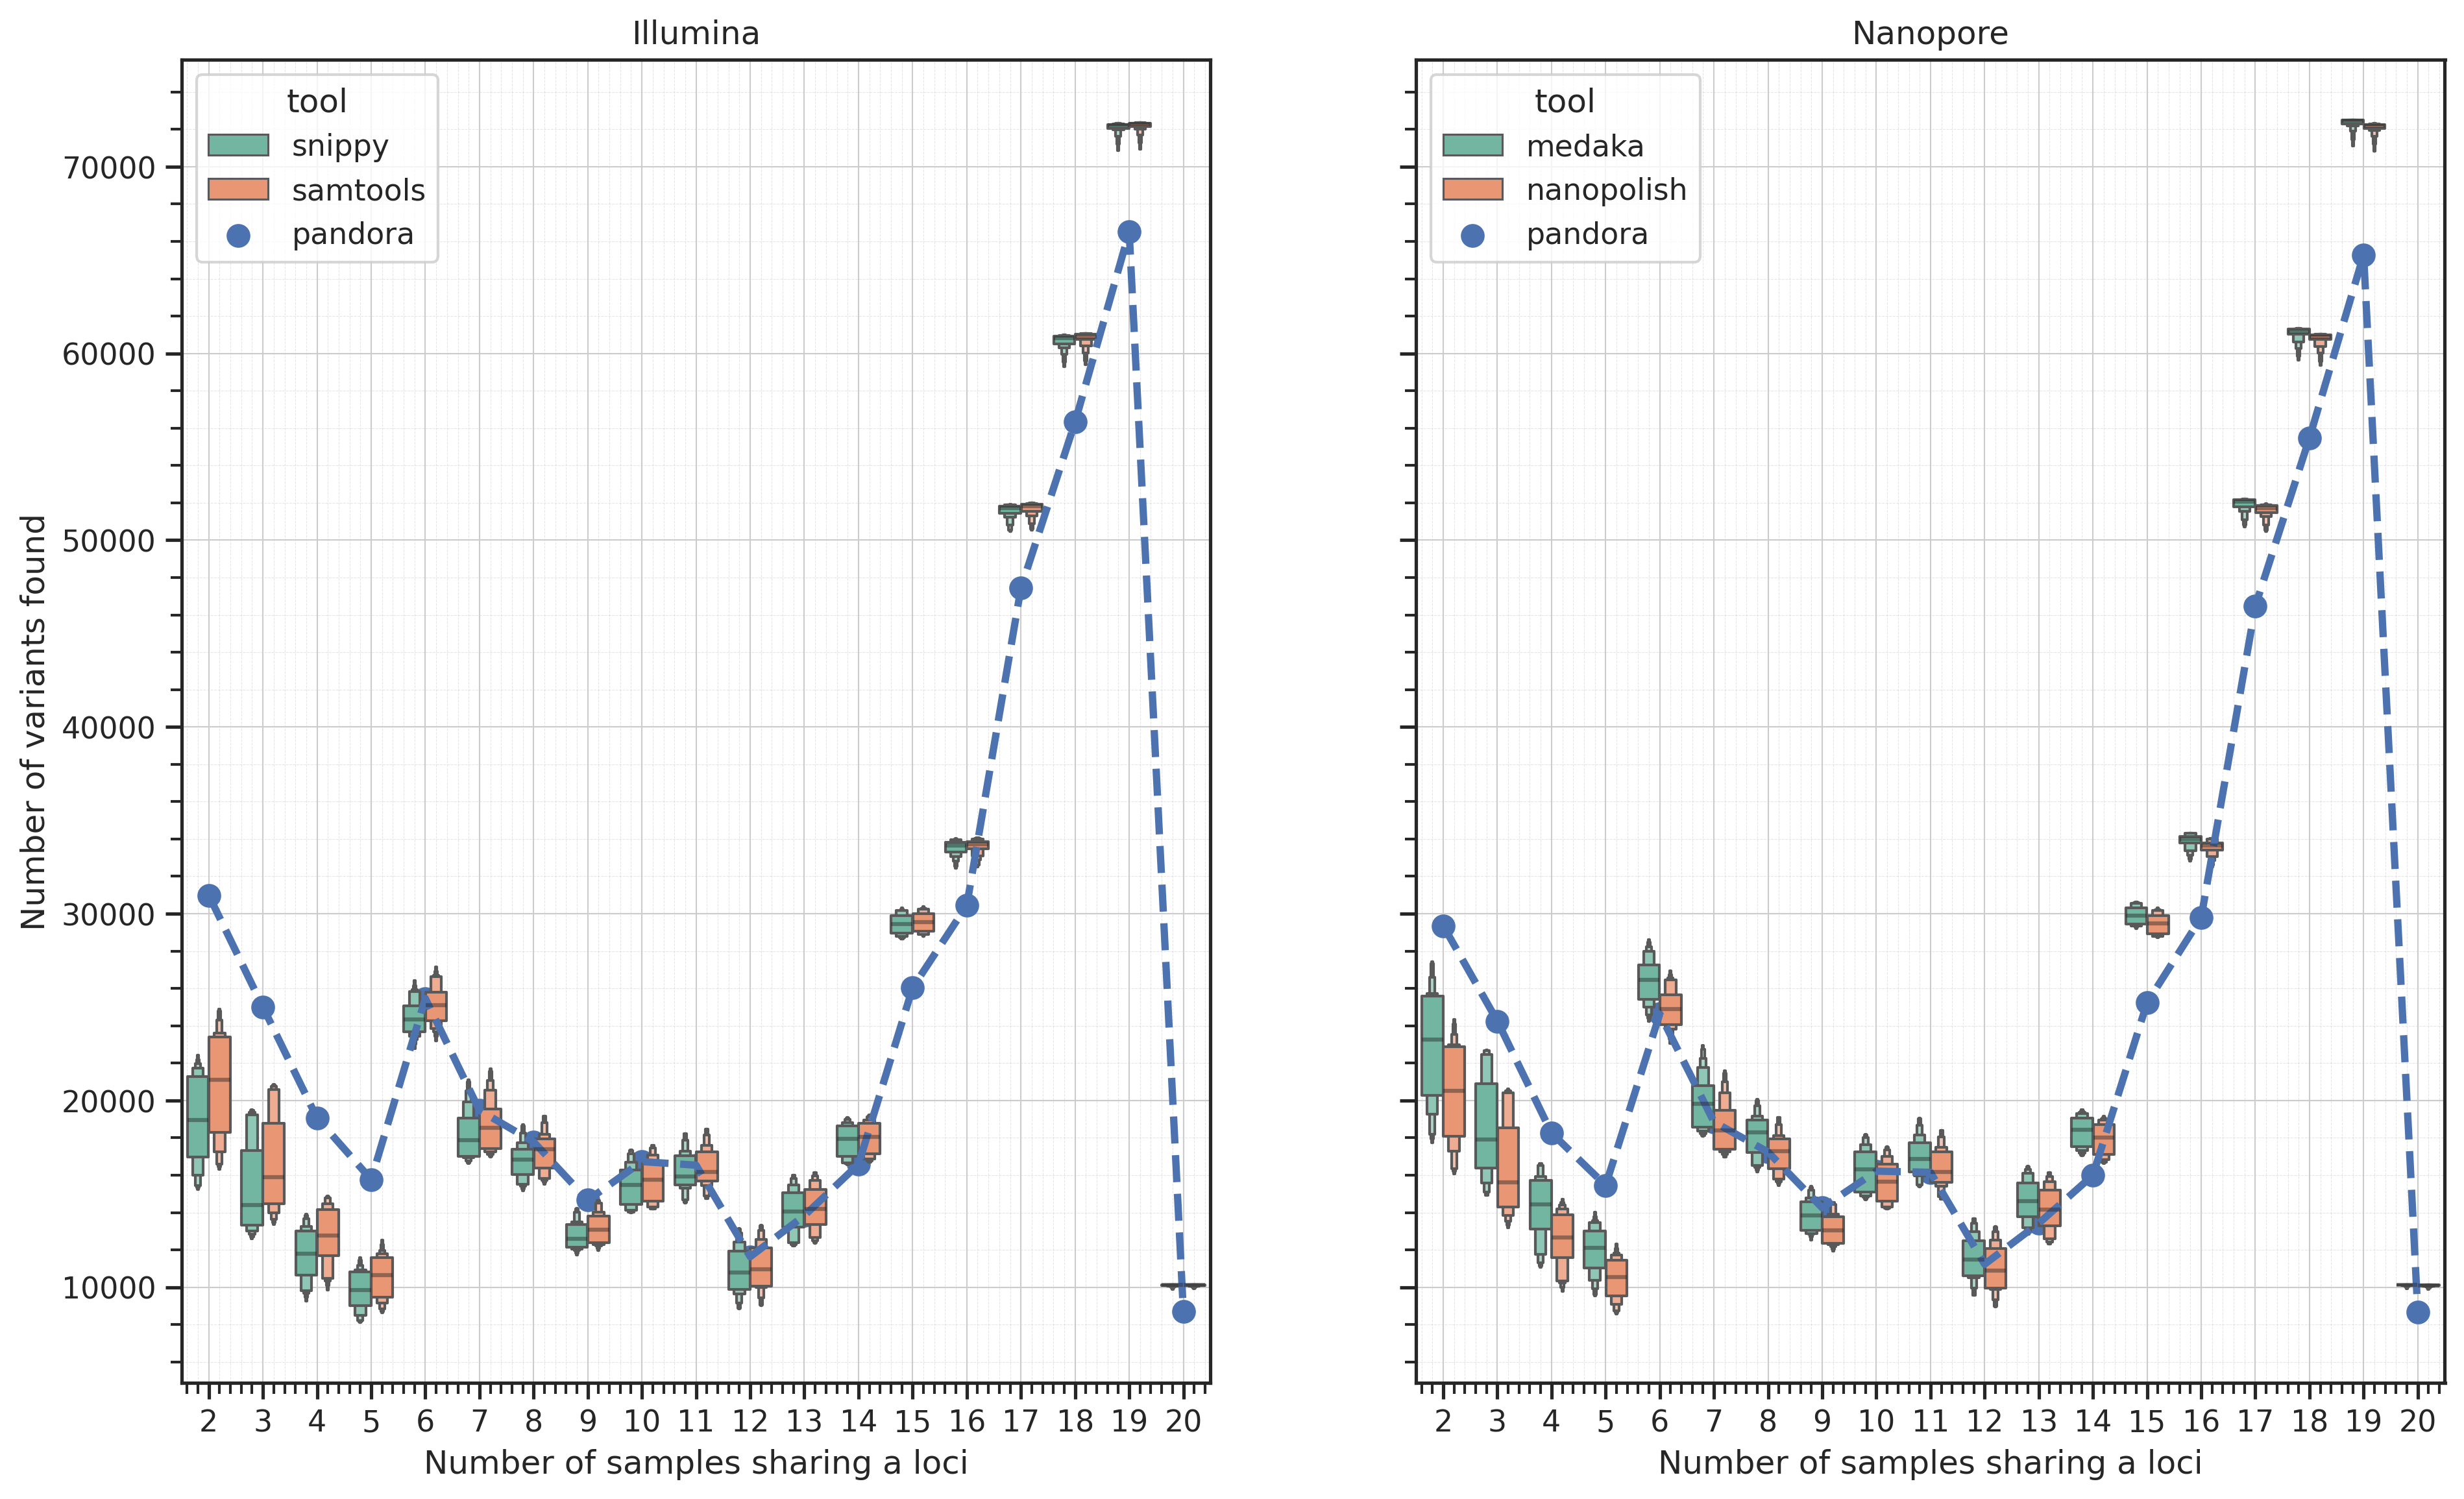 Illumina
tool
snippy
samtools
pandora
Number of variants found
70000
60000
50000
40000
30000
20000
10000
2 3 4 5 6 7 8 9 10 11 12 13 14 15 16 17 18 19 20
Number of samples sharing a loci
Nanopore
tool
medaka
nanopolish
pandora
2 3 4 5 6 7 8 9 10 11 12 13 14 15 16 17 18 19 20
Number of samples sharing a loci